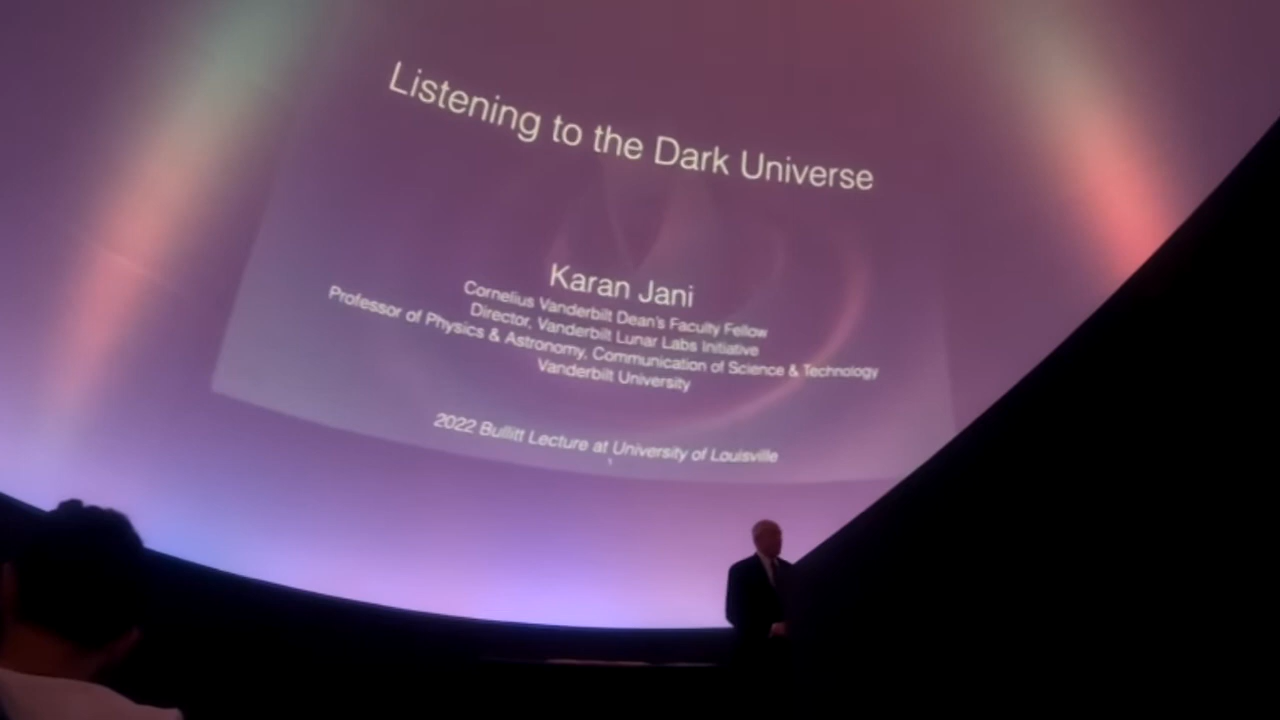 Listening to the Dark Universe
Karan Jani
Cornelius Vanderbilt Dean's Faculty Fellow
Director, Vanderbilt Lunar Labs Initiative
Professor of Physics & Astronomy, Communication of Science & Technology
Vanderbilt University
2022 Bullitt Lecture at University of Louisville